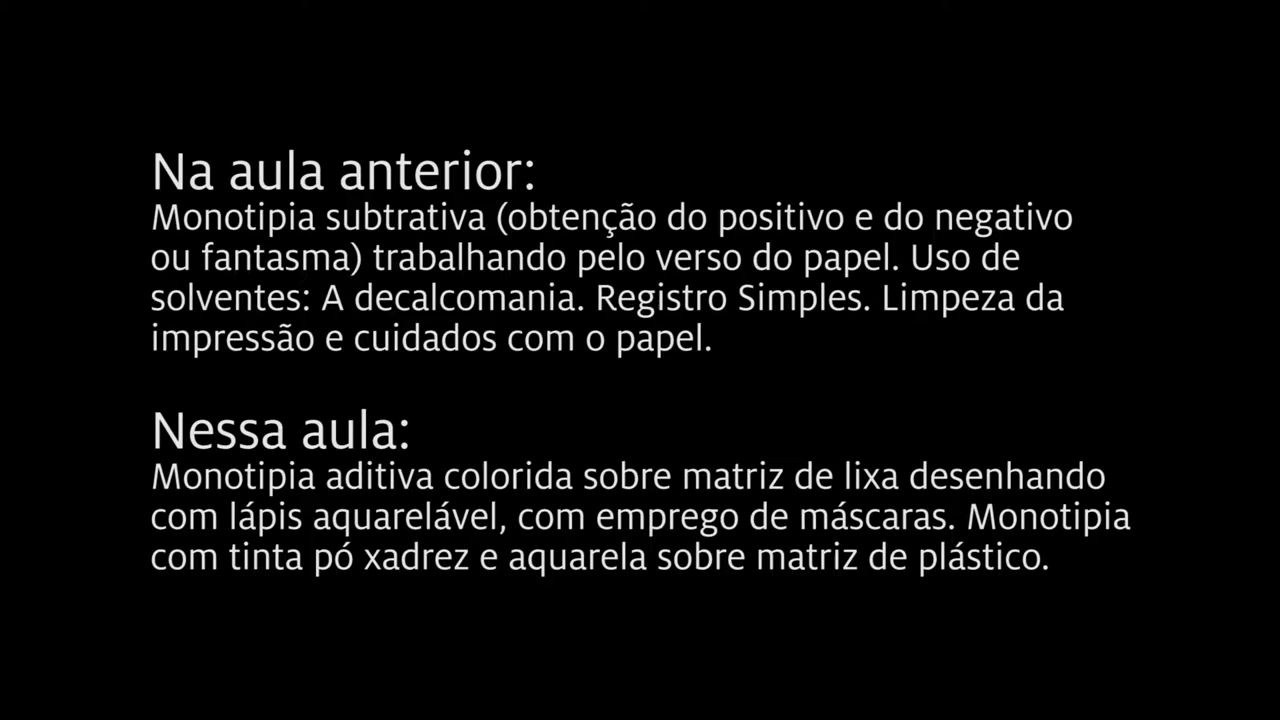 Na aula anterior:
Monotipia subtrativa (obtenção do positivo e do negativo
ou fantasma) trabalhando pelo verso do papel. Uso de
solventes: A decalcomania. Registro Simples. Limpeza da
impressão e cuidados com o papel.
Nessa aula:
Monotipia aditiva colorida sobre matriz de lixa desenhando
com lápis aquarelável, com emprego de máscaras. Monotipia
com tinta pó xadrez e aquarela sobre matriz de plástico.